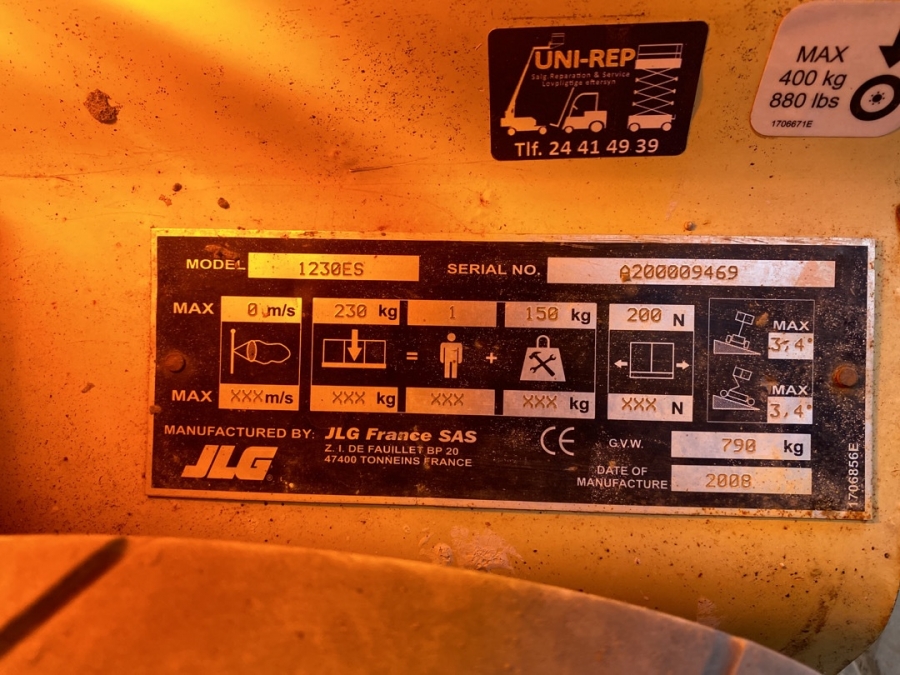 UNI-REP
Salg Reparation & Service
Lovpligtige eftersyn
Tlf. 24 41 49 39
MAX
400 kg
880 lbs
1706671E
MODEL 1230ES SERIAL NO. A200009469
MAX 0 m/s 230 kg 1 150 kg 200 N
= +
MAX 3,4°
MAX XXX m/s XXX kg XXX XXX kg XXX N
MAX 3,4°
MANUFACTURED BY: JLG France SAS
Z. I. DE FAUILLET BP 20
47400 TONNEINS FRANCE
JLG
CE
G.V.W. 790 kg
DATE OF MANUFACTURE 2008
1706856E